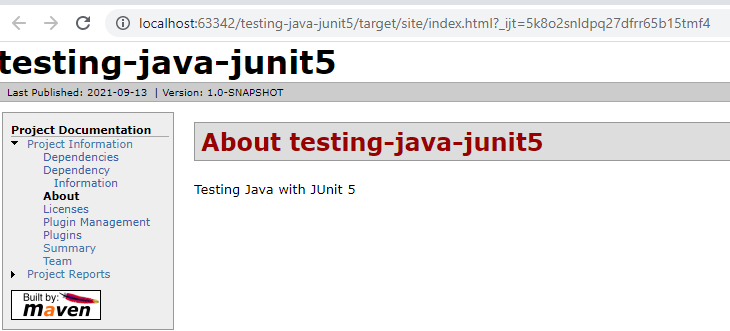 localhost:63342/testing-java-junit5/target/site/index.html?_ijt=5k8o2snldpq27dfrr65b15tmf4
testing-java-junit5
Last Published: 2021-09-13 | Version: 1.0-SNAPSHOT
Project Documentation
Project Information
Dependencies
Dependency
Information
About
Licenses
Plugin Management
Plugins
Summary
Team
Project Reports
Built by:
maven
About testing-java-junit5
Testing Java with JUnit 5